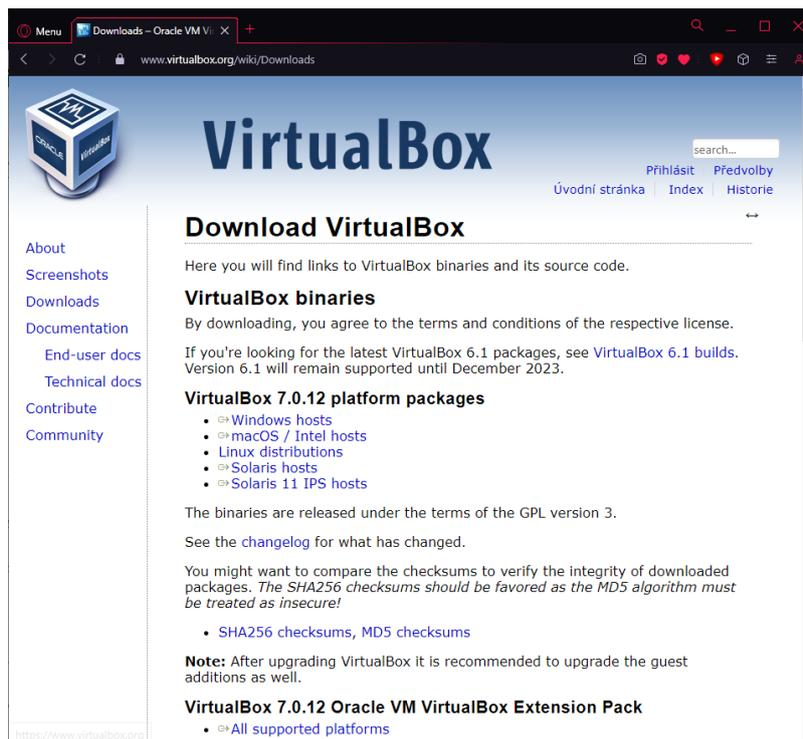 Menu
Downloads – Oracle VM Vi
www.virtualbox.org/wiki/Downloads
ORACLE
VirtualBox
VirtualBox
search...
Přihlásit Předvolby
Úvodní stránka Index Historie
About
Screenshots
Downloads
Documentation
End-user docs
Technical docs
Contribute
Community
Download VirtualBox
Here you will find links to VirtualBox binaries and its source code.
VirtualBox binaries
By downloading, you agree to the terms and conditions of the respective license.
If you're looking for the latest VirtualBox 6.1 packages, see VirtualBox 6.1 builds.
Version 6.1 will remain supported until December 2023.
VirtualBox 7.0.12 platform packages
• Windows hosts
• macOS / Intel hosts
• Linux distributions
• Solaris hosts
• Solaris 11 IPS hosts
The binaries are released under the terms of the GPL version 3.
See the changelog for what has changed.
You might want to compare the checksums to verify the integrity of downloaded
packages. The SHA256 checksums should be favored as the MD5 algorithm must
be treated as insecure!
• SHA256 checksums, MD5 checksums
Note: After upgrading VirtualBox it is recommended to upgrade the guest
additions as well.
VirtualBox 7.0.12 Oracle VM VirtualBox Extension Pack
• All supported platforms
https://www.virtualbox.org